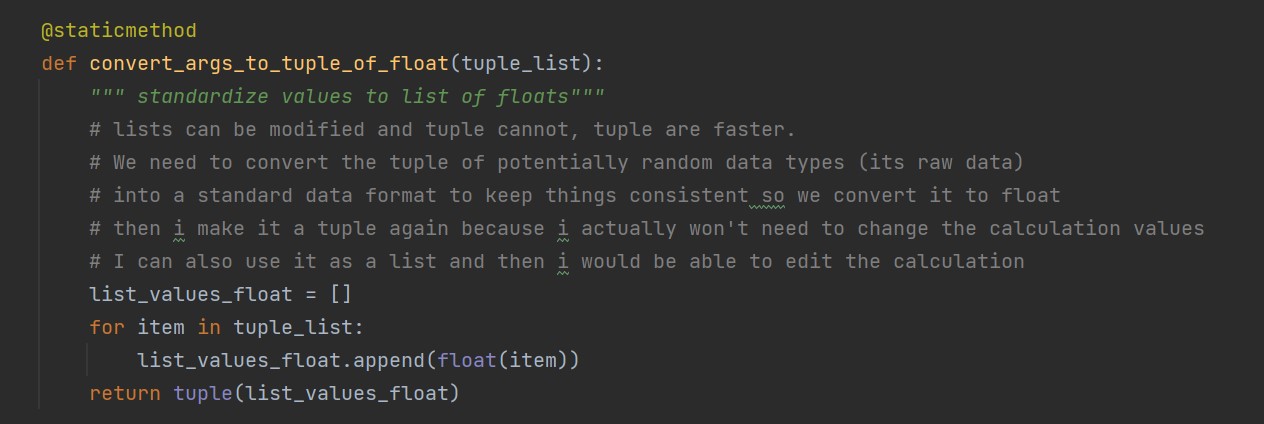 @staticmethod
def convert_args_to_tuple_of_float(tuple_list):
    """ standardize values to list of floats"""
    # lists can be modified and tuple cannot, tuple are faster.
    # We need to convert the tuple of potentially random data types (its raw data)
    # into a standard data format to keep things consistent so we convert it to float
    # then i make it a tuple again because i actually won't need to change the calculation values
    # I can also use it as a list and then i would be able to edit the calculation
    list_values_float = []
    for item in tuple_list:
        list_values_float.append(float(item))
    return tuple(list_values_float)